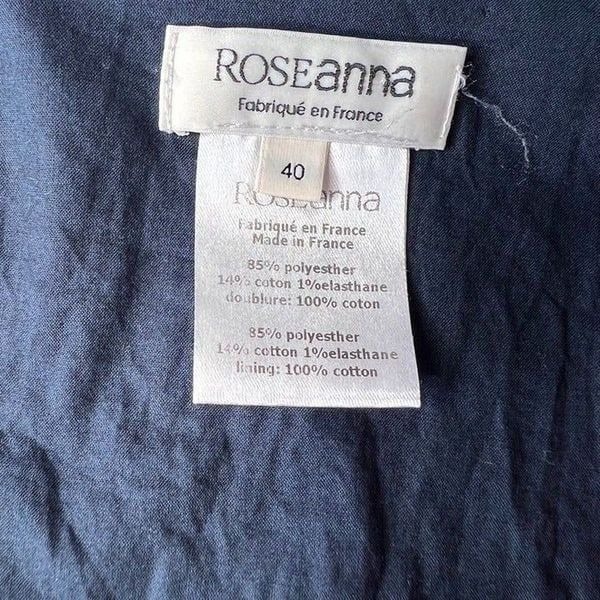 ROSEanna
Fabriqué en France
40
ROSEanna
Fabriqué en France
Made in France
85% polyesther
14% coton 1%elasthane
doublure: 100% coton
85% polyesther
14% cotton 1%elasthane
lining: 100% cotton